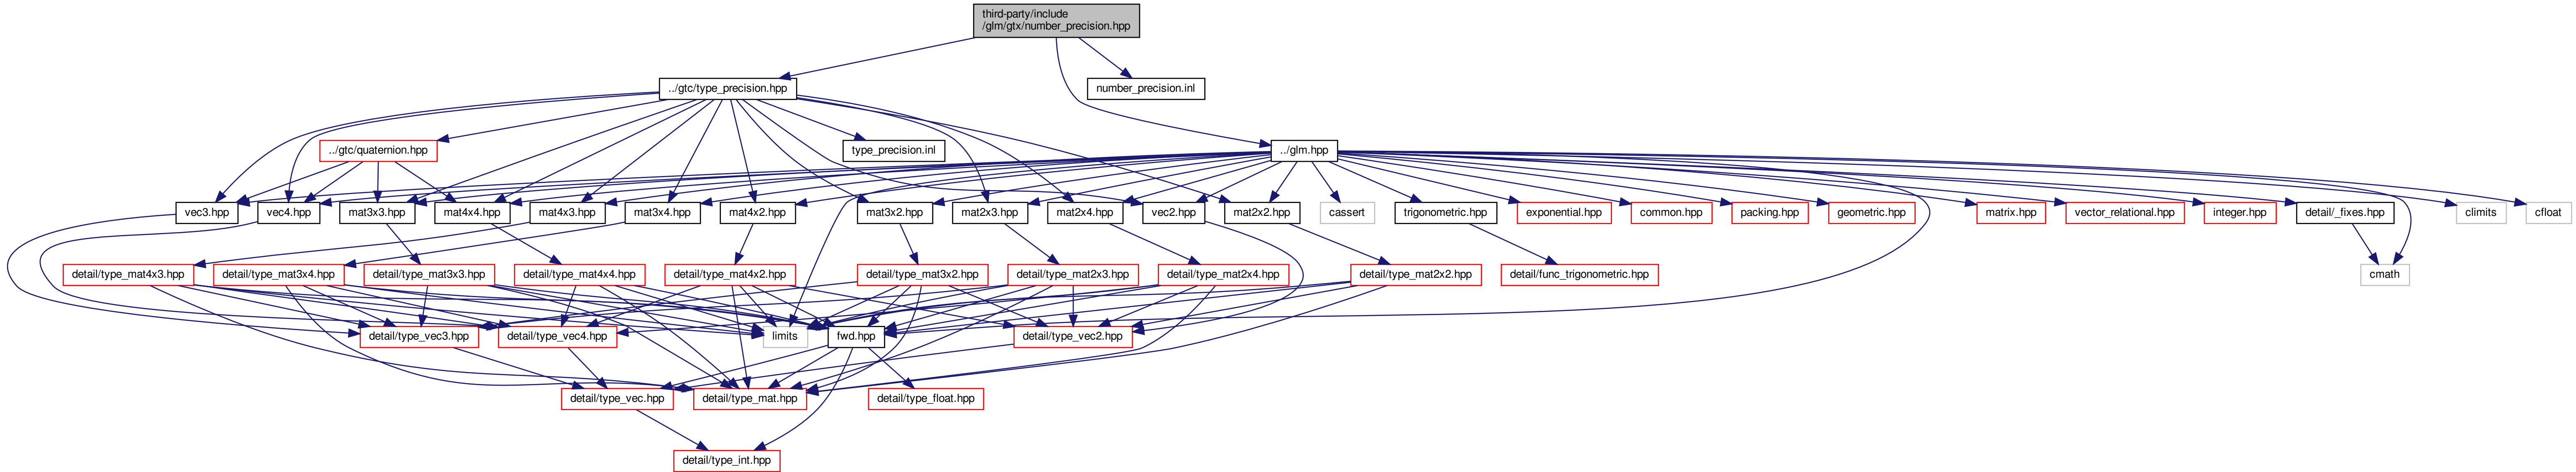 third-party/include
/glm/gtx/number_precision.hpp
../gtc/type_precision.hpp
number_precision.inl
../gtc/quaternion.hpp
type_precision.inl
../glm.hpp
vec3.hpp
vec4.hpp
mat3x3.hpp
mat4x4.hpp
mat4x3.hpp
mat3x4.hpp
mat4x2.hpp
mat3x2.hpp
mat2x3.hpp
mat2x4.hpp
vec2.hpp
mat2x2.hpp
cassert
trigonometric.hpp
exponential.hpp
common.hpp
packing.hpp
geometric.hpp
matrix.hpp
vector_relational.hpp
integer.hpp
detail/_fixes.hpp
climits
cfloat
detail/type_mat4x3.hpp
detail/type_mat3x4.hpp
detail/type_mat3x3.hpp
detail/type_mat4x4.hpp
detail/type_mat4x2.hpp
detail/type_mat3x2.hpp
detail/type_mat2x3.hpp
detail/type_mat2x4.hpp
detail/type_mat2x2.hpp
detail/func_trigonometric.hpp
cmath
detail/type_vec3.hpp
detail/type_vec4.hpp
limits
fwd.hpp
detail/type_vec2.hpp
detail/type_vec.hpp
detail/type_mat.hpp
detail/type_float.hpp
detail/type_int.hpp